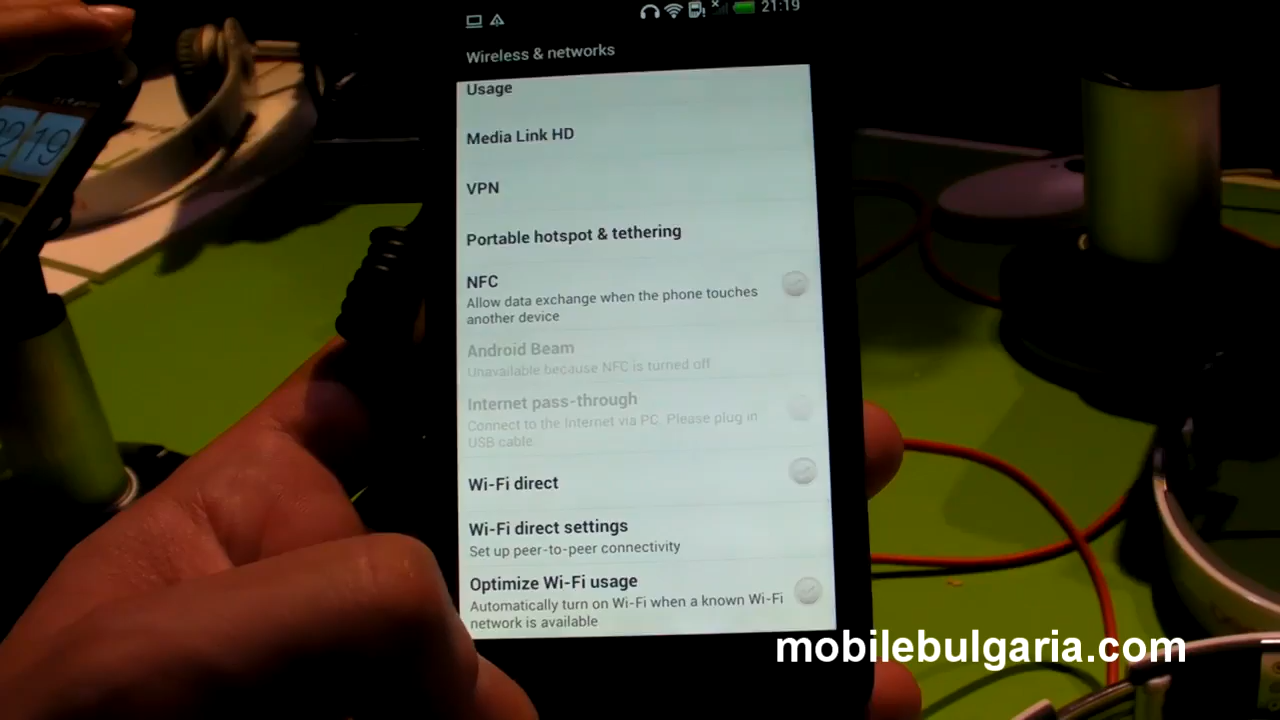 21:19
Wireless & networks
Usage
Media Link HD
VPN
Portable hotspot & tethering
NFC
Allow data exchange when the phone touches
another device
Android Beam
Unavailable because NFC is turned off
Internet pass-through
Connect to the Internet via PC. Please plug in
USB cable
Wi-Fi direct
Wi-Fi direct settings
Set up peer-to-peer connectivity
Optimize Wi-Fi usage
Automatically turn on Wi-Fi when a known Wi-Fi
network is available
mobilebulgaria.com